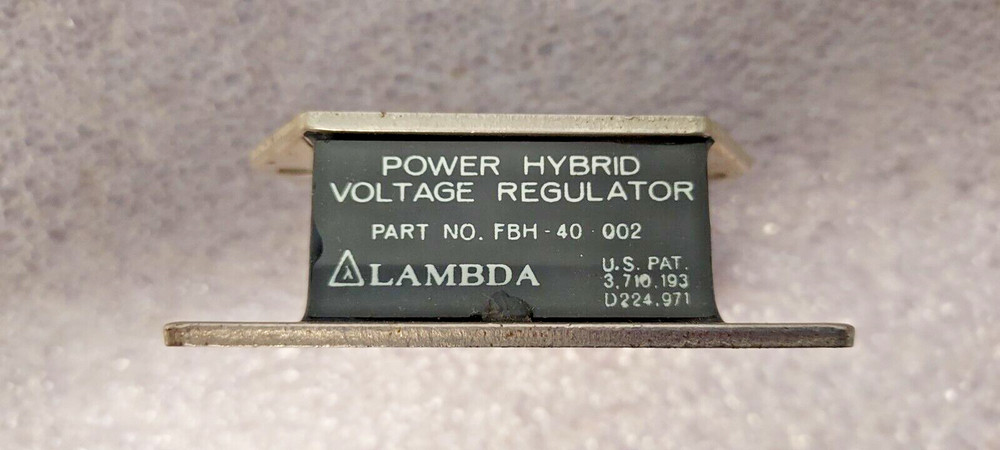 POWER HYBRID
VOLTAGE REGULATOR
PART NO. FBH-40 002
λ LAMBDA
U.S. PAT.
3,710,193
D224,971